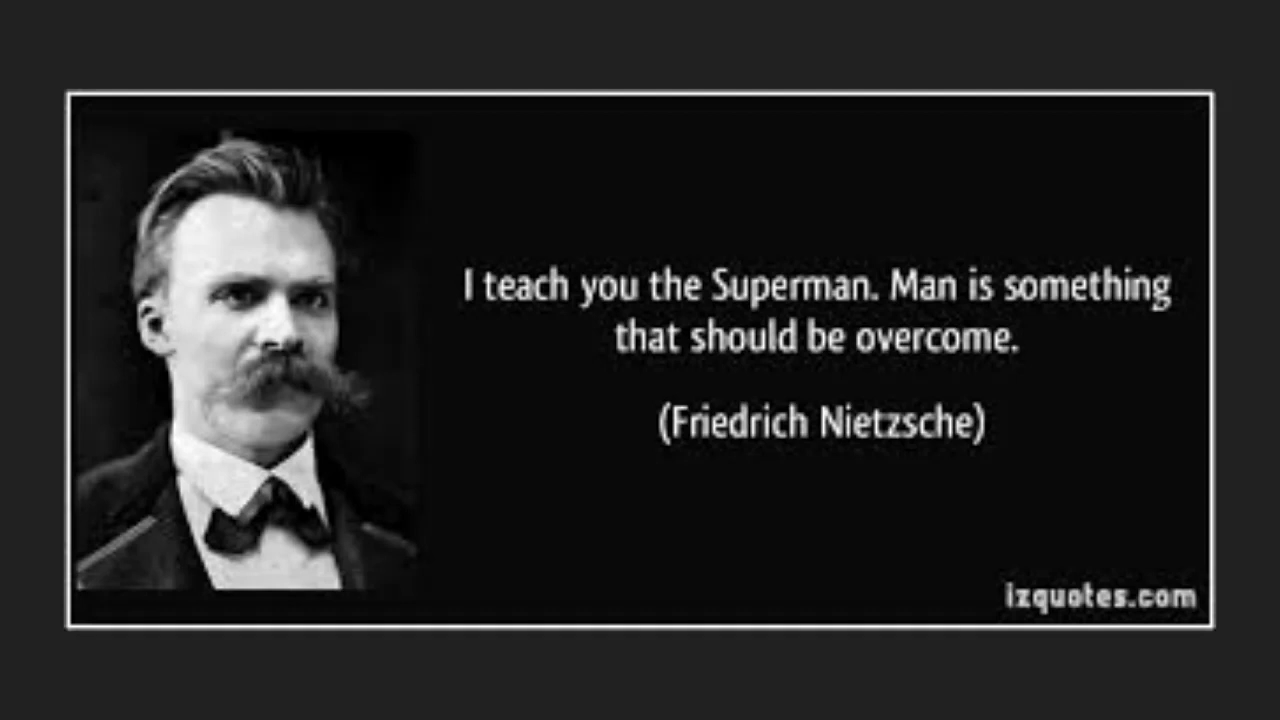 I teach you the Superman. Man is something
that should be overcome.
(Friedrich Nietzsche)
izquotes.com